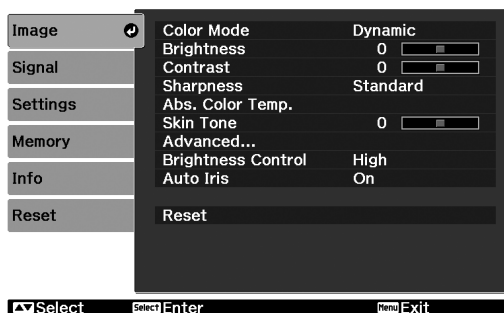 Image
Signal
Settings
Memory
Info
Reset
Color Mode Dynamic
Brightness 0
Contrast 0
Sharpness Standard
Abs. Color Temp.
Skin Tone 0
Advanced...
Brightness Control High
Auto Iris On
Reset
Select Select Enter Menu Exit